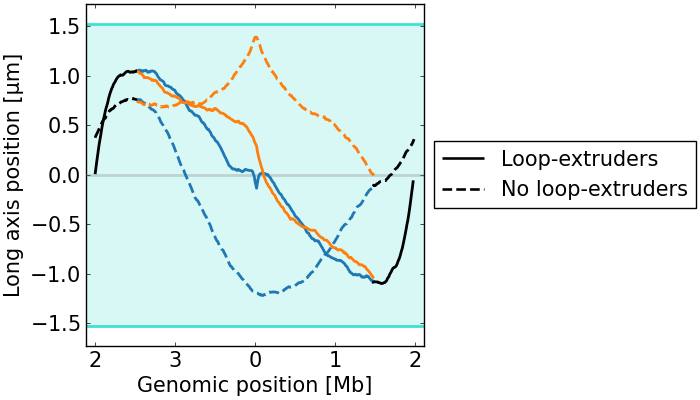 Long axis position [μm]
1.5
1.0
0.5
0.0
−0.5
−1.0
−1.5
2 3 0 1 2
Genomic position [Mb]
Loop-extruders
No loop-extruders